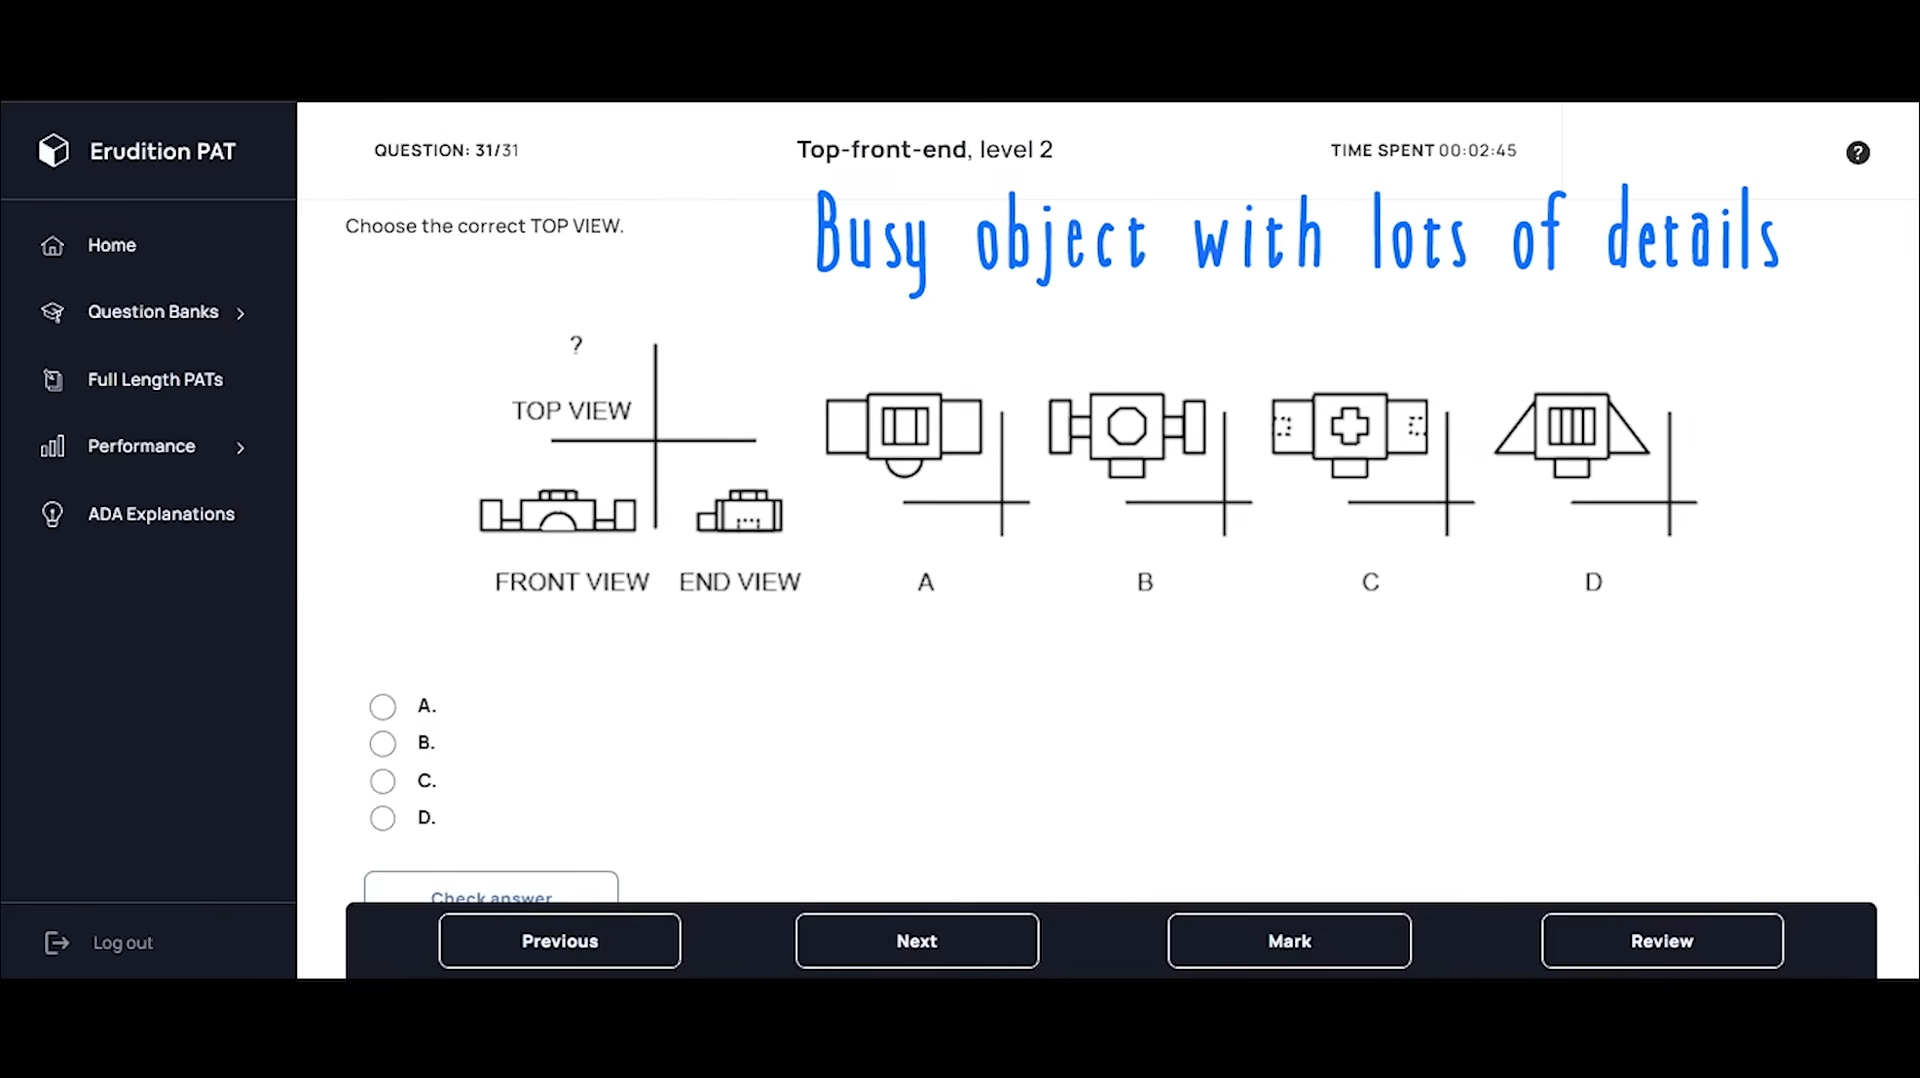 Erudition PAT
QUESTION: 31/31
Top-front-end, level 2
TIME SPENT 00:02:45
?
Home
Question Banks
Full Length PATs
Performance
ADA Explanations
Log out
Choose the correct TOP VIEW.
Busy object with lots of details
?
TOP VIEW
FRONT VIEW
END VIEW
A
B
C
D
A.
B.
C.
D.
Check answer
Previous
Next
Mark
Review